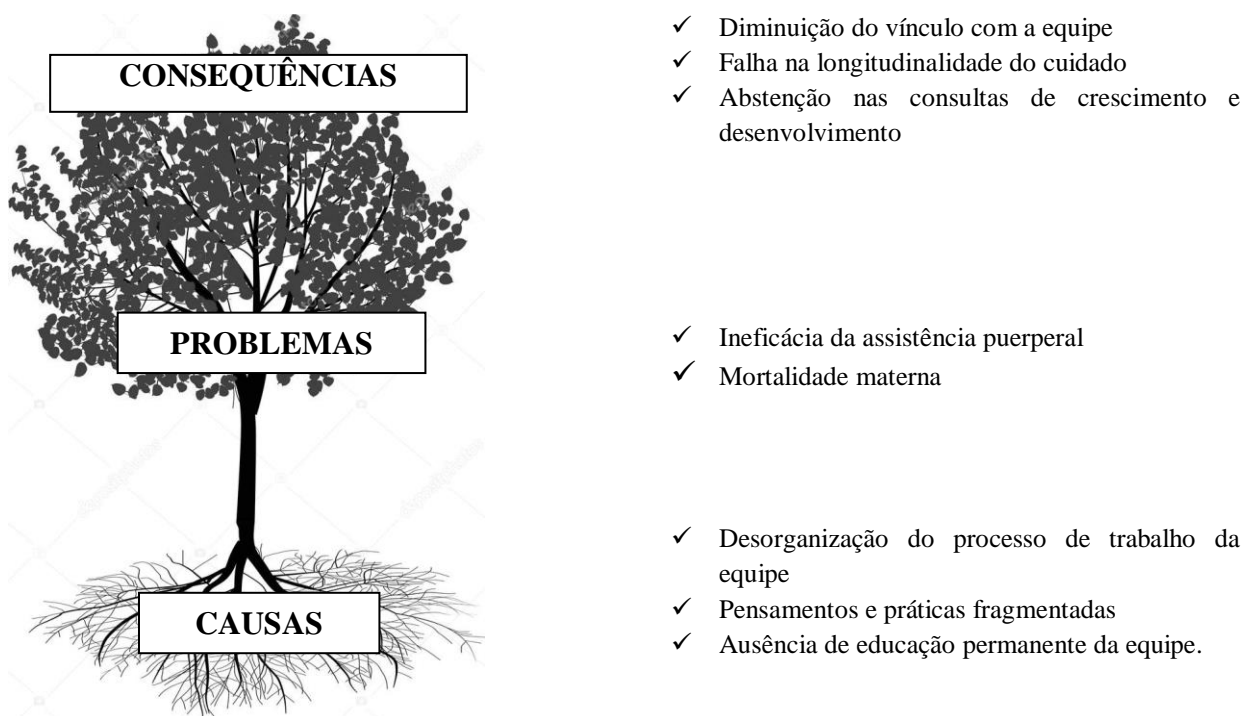 CONSEQUÊNCIAS
✓ Diminuição do vínculo com a equipe
✓ Falha na longitudinalidade do cuidado
✓ Abstenção nas consultas de crescimento e
desenvolvimento
PROBLEMAS
✓ Ineficácia da assistência puerperal
✓ Mortalidade materna
CAUSAS
✓ Desorganização do processo de trabalho da
equipe
✓ Pensamentos e práticas fragmentadas
✓ Ausência de educação permanente da equipe.